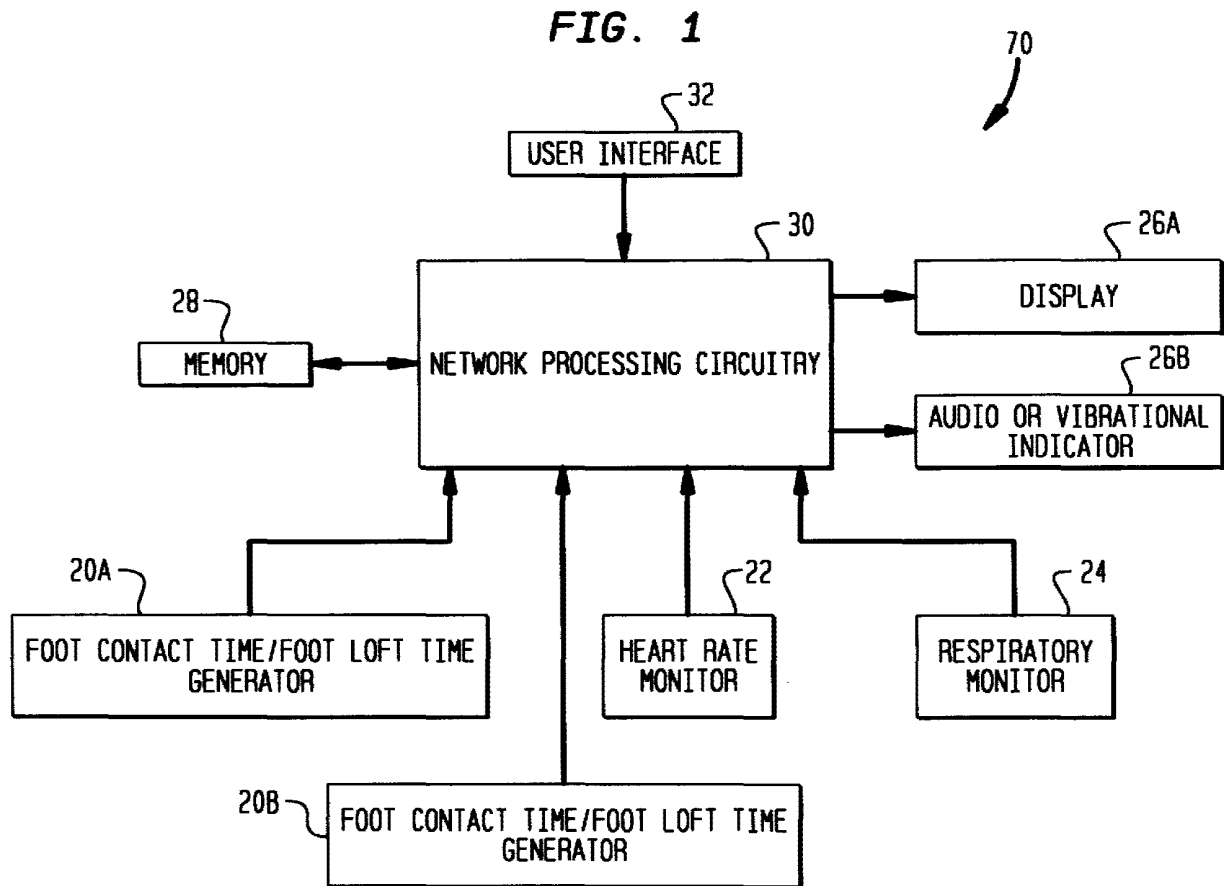 FIG. 1
70
32
USER INTERFACE
30
26A
DISPLAY
28
MEMORY
NETWORK PROCESSING CIRCUITRY
26B
AUDIO OR VIBRATIONAL
INDICATOR
20A
FOOT CONTACT TIME/FOOT LOFT TIME
GENERATOR
22
HEART RATE
MONITOR
24
RESPIRATORY
MONITOR
20B
FOOT CONTACT TIME/FOOT LOFT TIME
GENERATOR